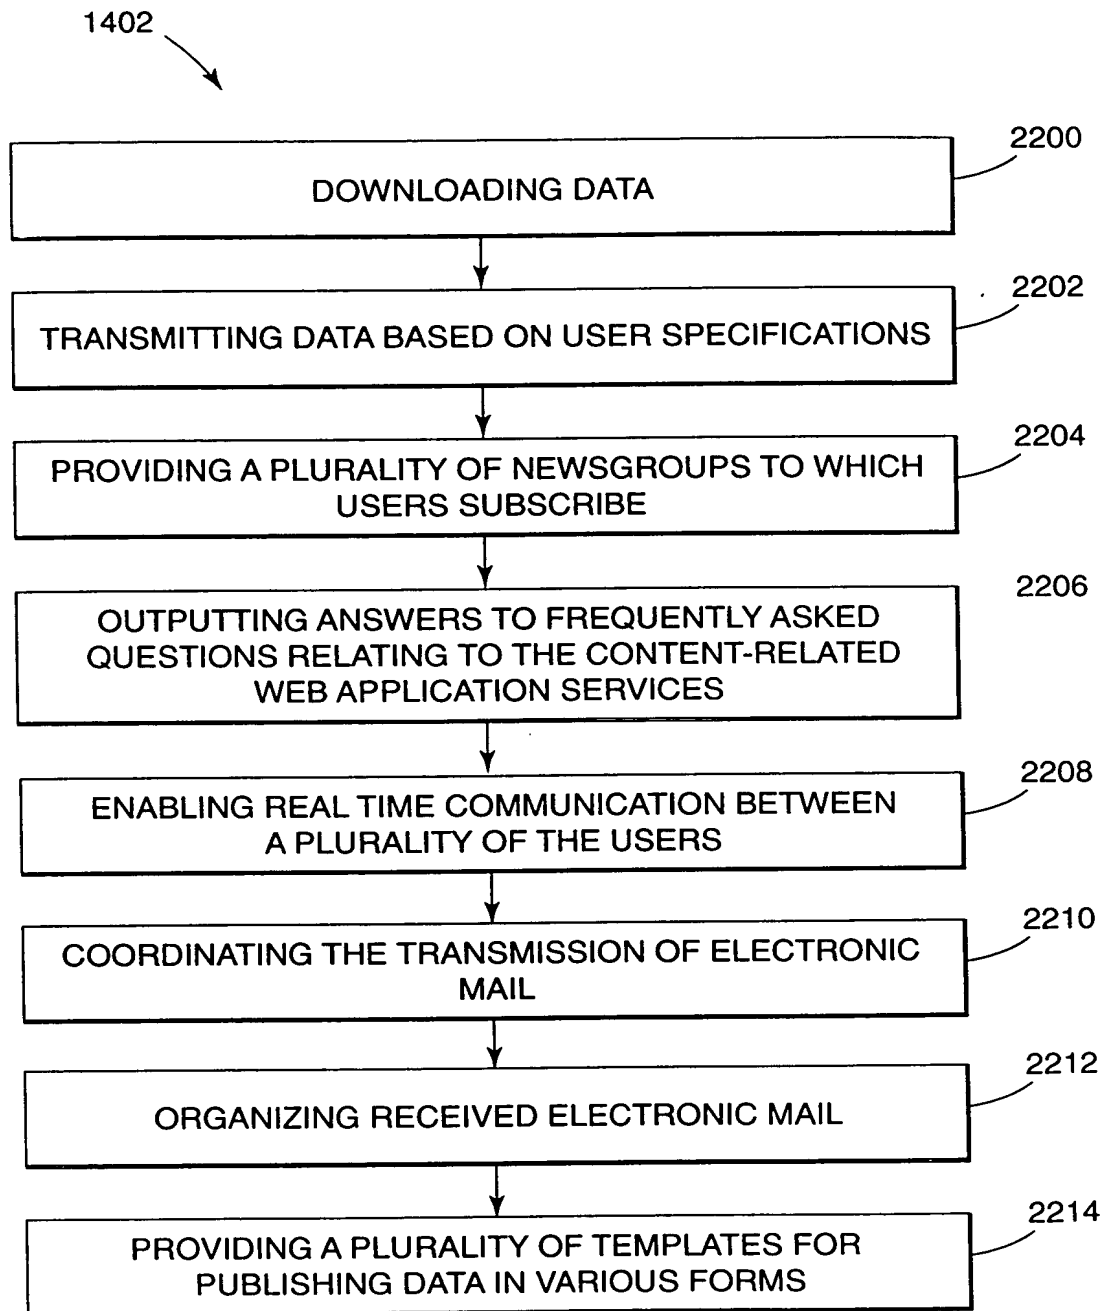 1402
2200
DOWNLOADING DATA
2202
TRANSMITTING DATA BASED ON USER SPECIFICATIONS
2204
PROVIDING A PLURALITY OF NEWSGROUPS TO WHICH
USERS SUBSCRIBE
2206
OUTPUTTING ANSWERS TO FREQUENTLY ASKED
QUESTIONS RELATING TO THE CONTENT-RELATED
WEB APPLICATION SERVICES
2208
ENABLING REAL TIME COMMUNICATION BETWEEN
A PLURALITY OF THE USERS
2210
COORDINATING THE TRANSMISSION OF ELECTRONIC
MAIL
2212
ORGANIZING RECEIVED ELECTRONIC MAIL
2214
PROVIDING A PLURALITY OF TEMPLATES FOR
PUBLISHING DATA IN VARIOUS FORMS